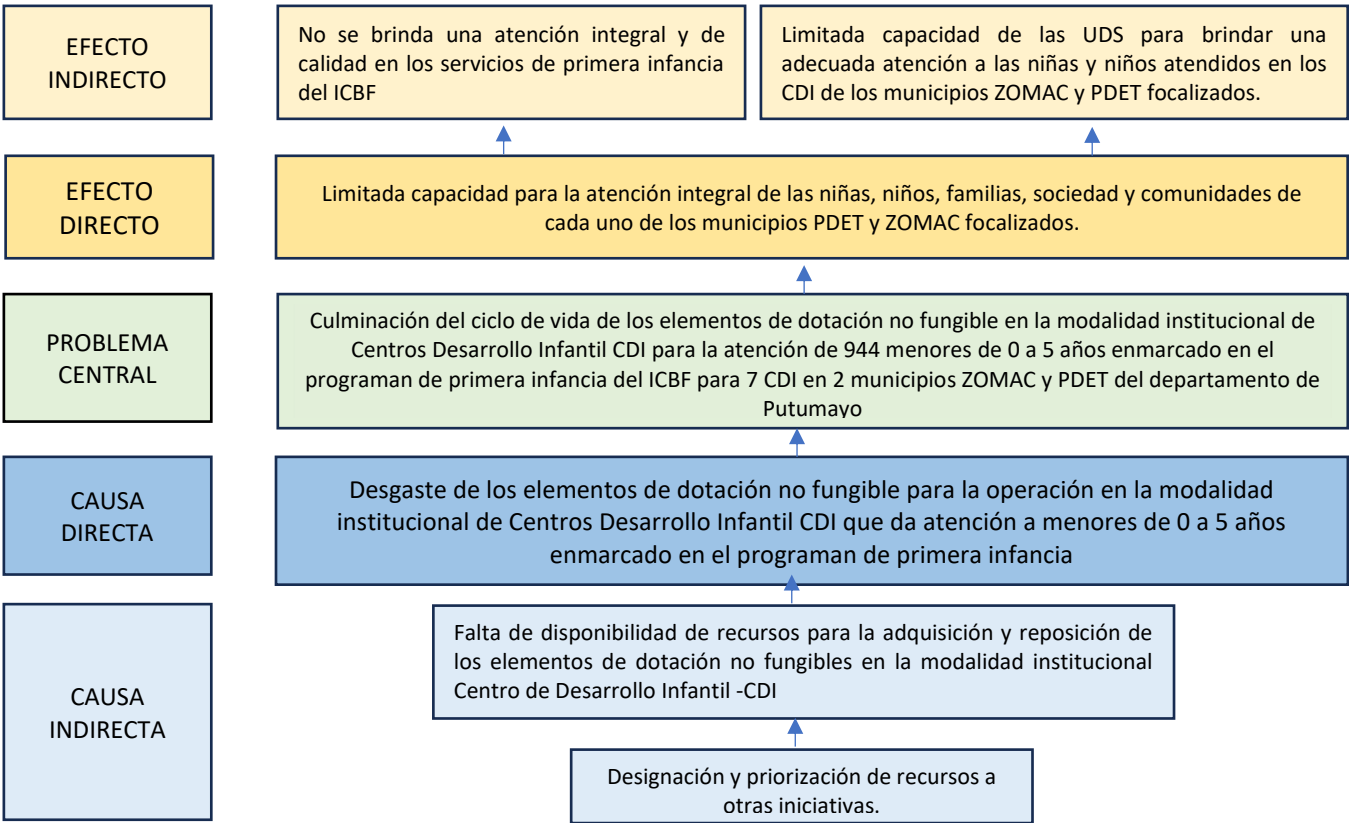 EFECTO
INDIRECTO
No se brinda una atención integral y de
calidad en los servicios de primera infancia
del ICBF
Limitada capacidad de las UDS para brindar una
adecuada atención a las niñas y niños atendidos en los
CDI de los municipios ZOMAC y PDET focalizados.
EFECTO
DIRECTO
Limitada capacidad para la atención integral de las niñas, niños, familias, sociedad y comunidades de
cada uno de los municipios PDET y ZOMAC focalizados.
PROBLEMA
CENTRAL
Culminación del ciclo de vida de los elementos de dotación no fungible en la modalidad institucional de
Centros Desarrollo Infantil CDI para la atención de 944 menores de 0 a 5 años enmarcado en el
programan de primera infancia del ICBF para 7 CDI en 2 municipios ZOMAC y PDET del departamento de
Putumayo
CAUSA
DIRECTA
Desgaste de los elementos de dotación no fungible para la operación en la modalidad
institucional de Centros Desarrollo Infantil CDI que da atención a menores de 0 a 5 años
enmarcado en el programan de primera infancia
CAUSA
INDIRECTA
Falta de disponibilidad de recursos para la adquisición y reposición de
los elementos de dotación no fungibles en la modalidad institucional
Centro de Desarrollo Infantil -CDI
Designación y priorización de recursos a
otras iniciativas.